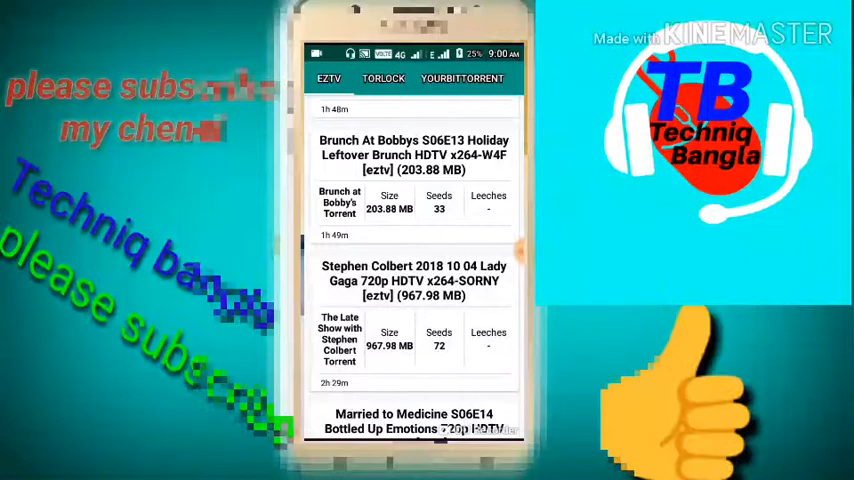 please subs
my chen
Techniq ban
please subscri
Made with KINEMASTER
TB
Techniq
Bangla
VOLTE 4G E 25% 9:00 AM
EZTV TORLOCK YOURBITTORRENT
1h 48m
Brunch At Bobbys S06E13 Holiday
Leftover Brunch HDTV x264-W4F
[eztv] (203.88 MB)
Brunch at
Bobby's
Torrent
Size
203.88 MB
Seeds
33
Leeches
-
1h 49m
Stephen Colbert 2018 10 04 Lady
Gaga 720p HDTV x264-SORNY
[eztv] (967.98 MB)
The Late
Show with
Stephen
Colbert
Torrent
Size
967.98 MB
Seeds
72
Leeches
-
2h 29m
Married to Medicine S06E14
Bottled Up Emotions 720p HDTV